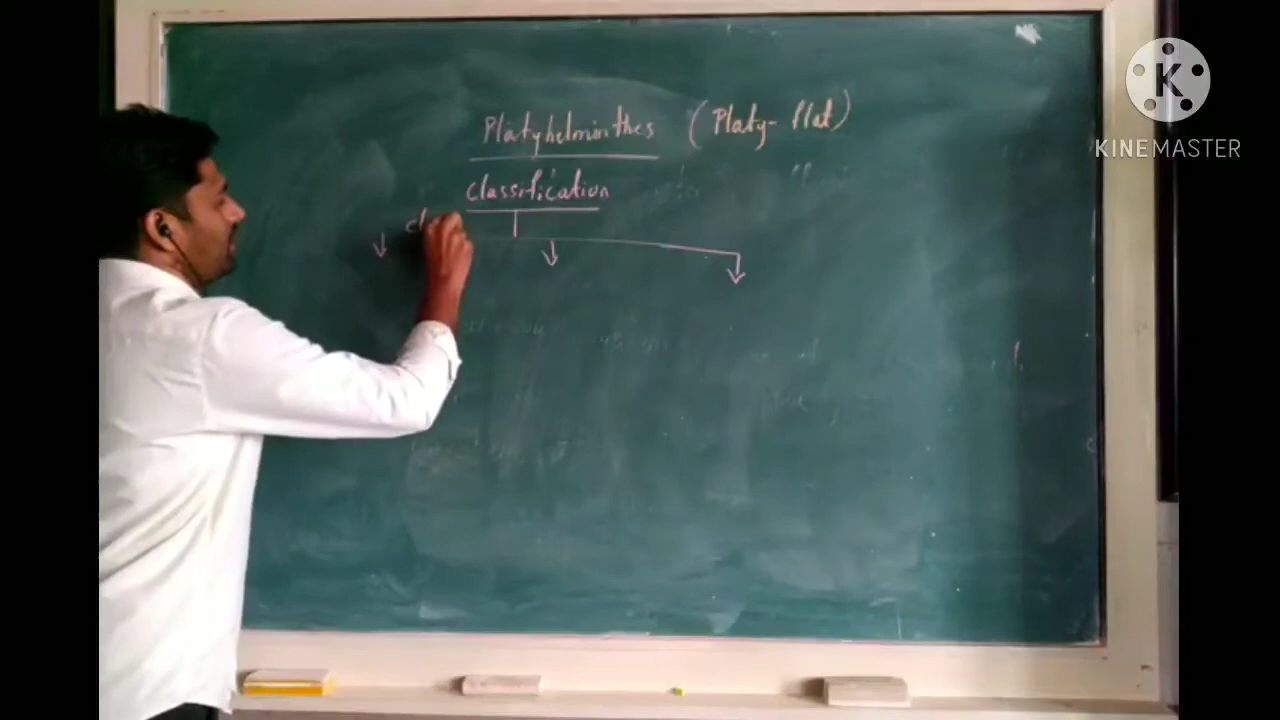 Platyhelminthes (Platy- flat)
Classification
K
KINEMASTER